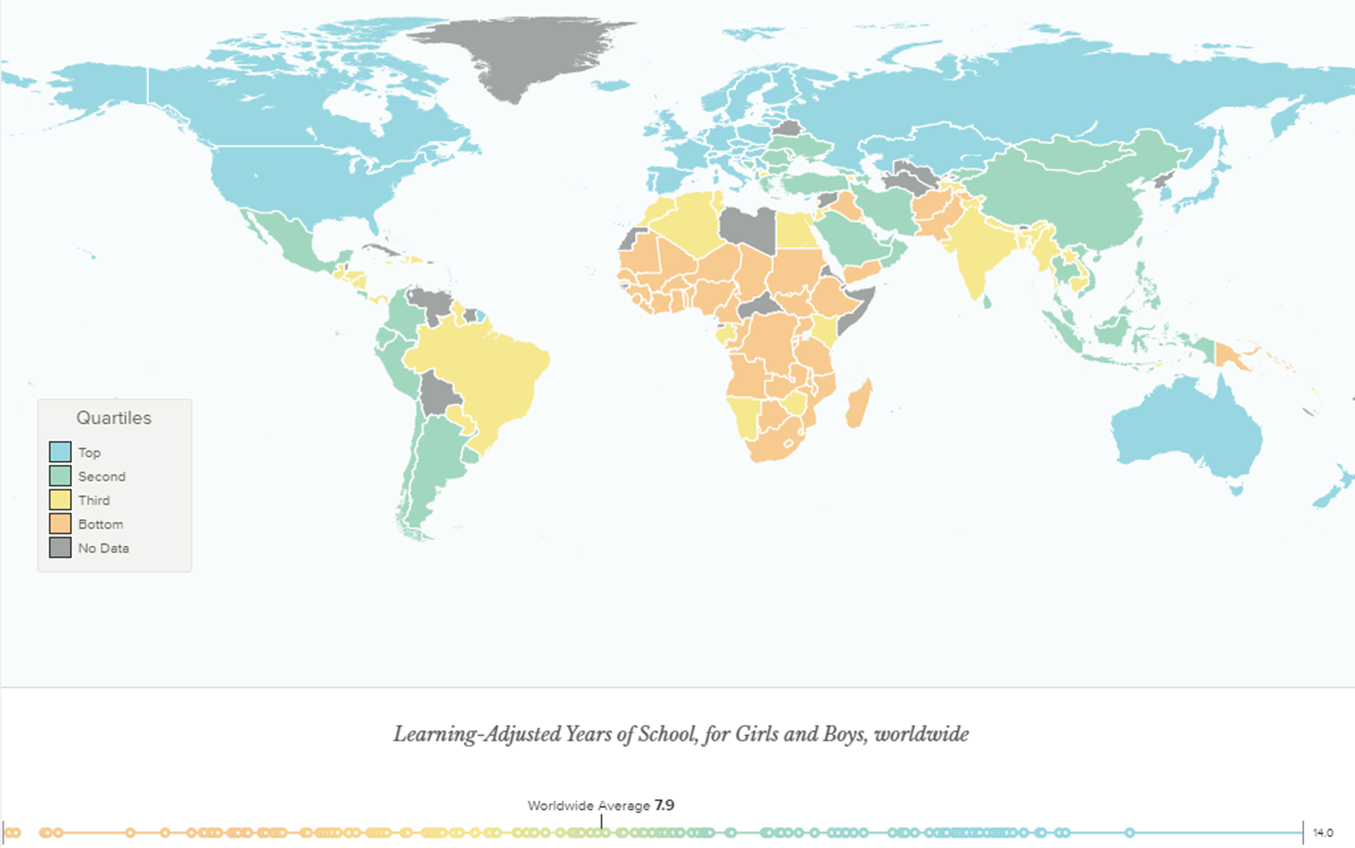 Quartiles
Top
Second
Third
Bottom
No Data
Learning-Adjusted Years of School, for Girls and Boys, worldwide
Worldwide Average 7.9
14.0